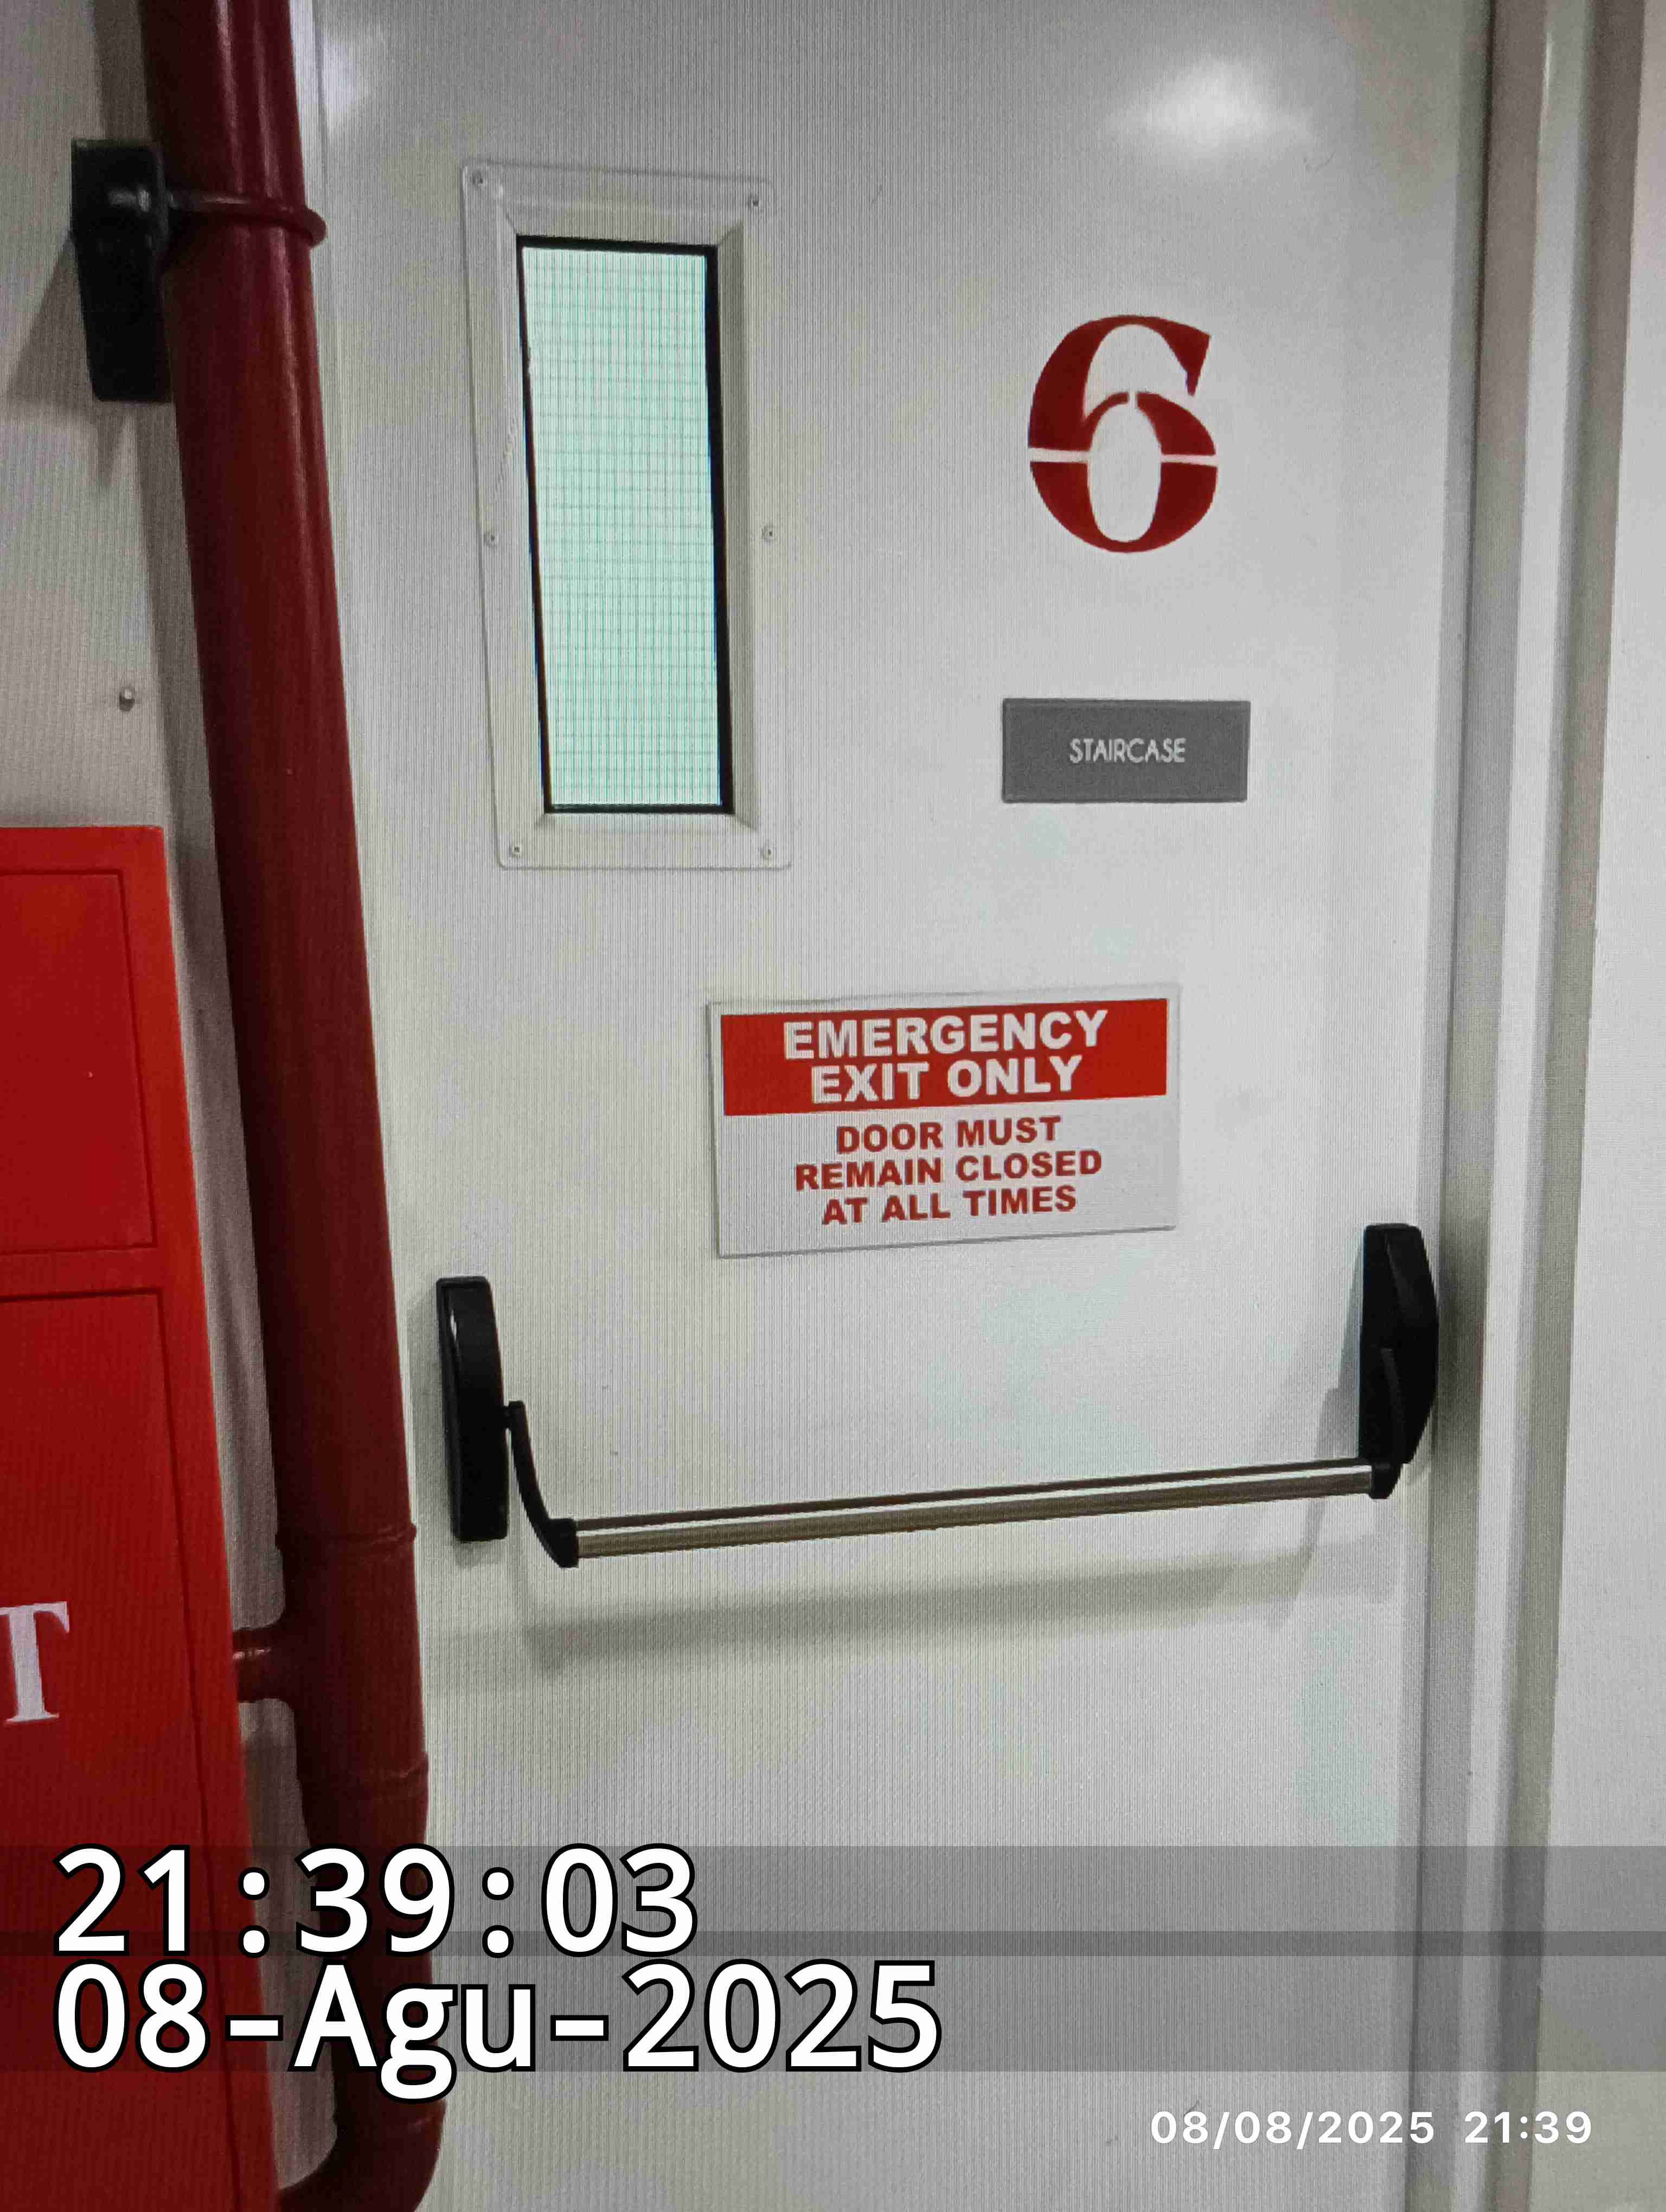 6
STAIRCASE
EMERGENCY
EXIT ONLY
DOOR MUST
REMAIN CLOSED
AT ALL TIMES
T
21:39:03
08-Agu-2025
08/08/2025 21:39